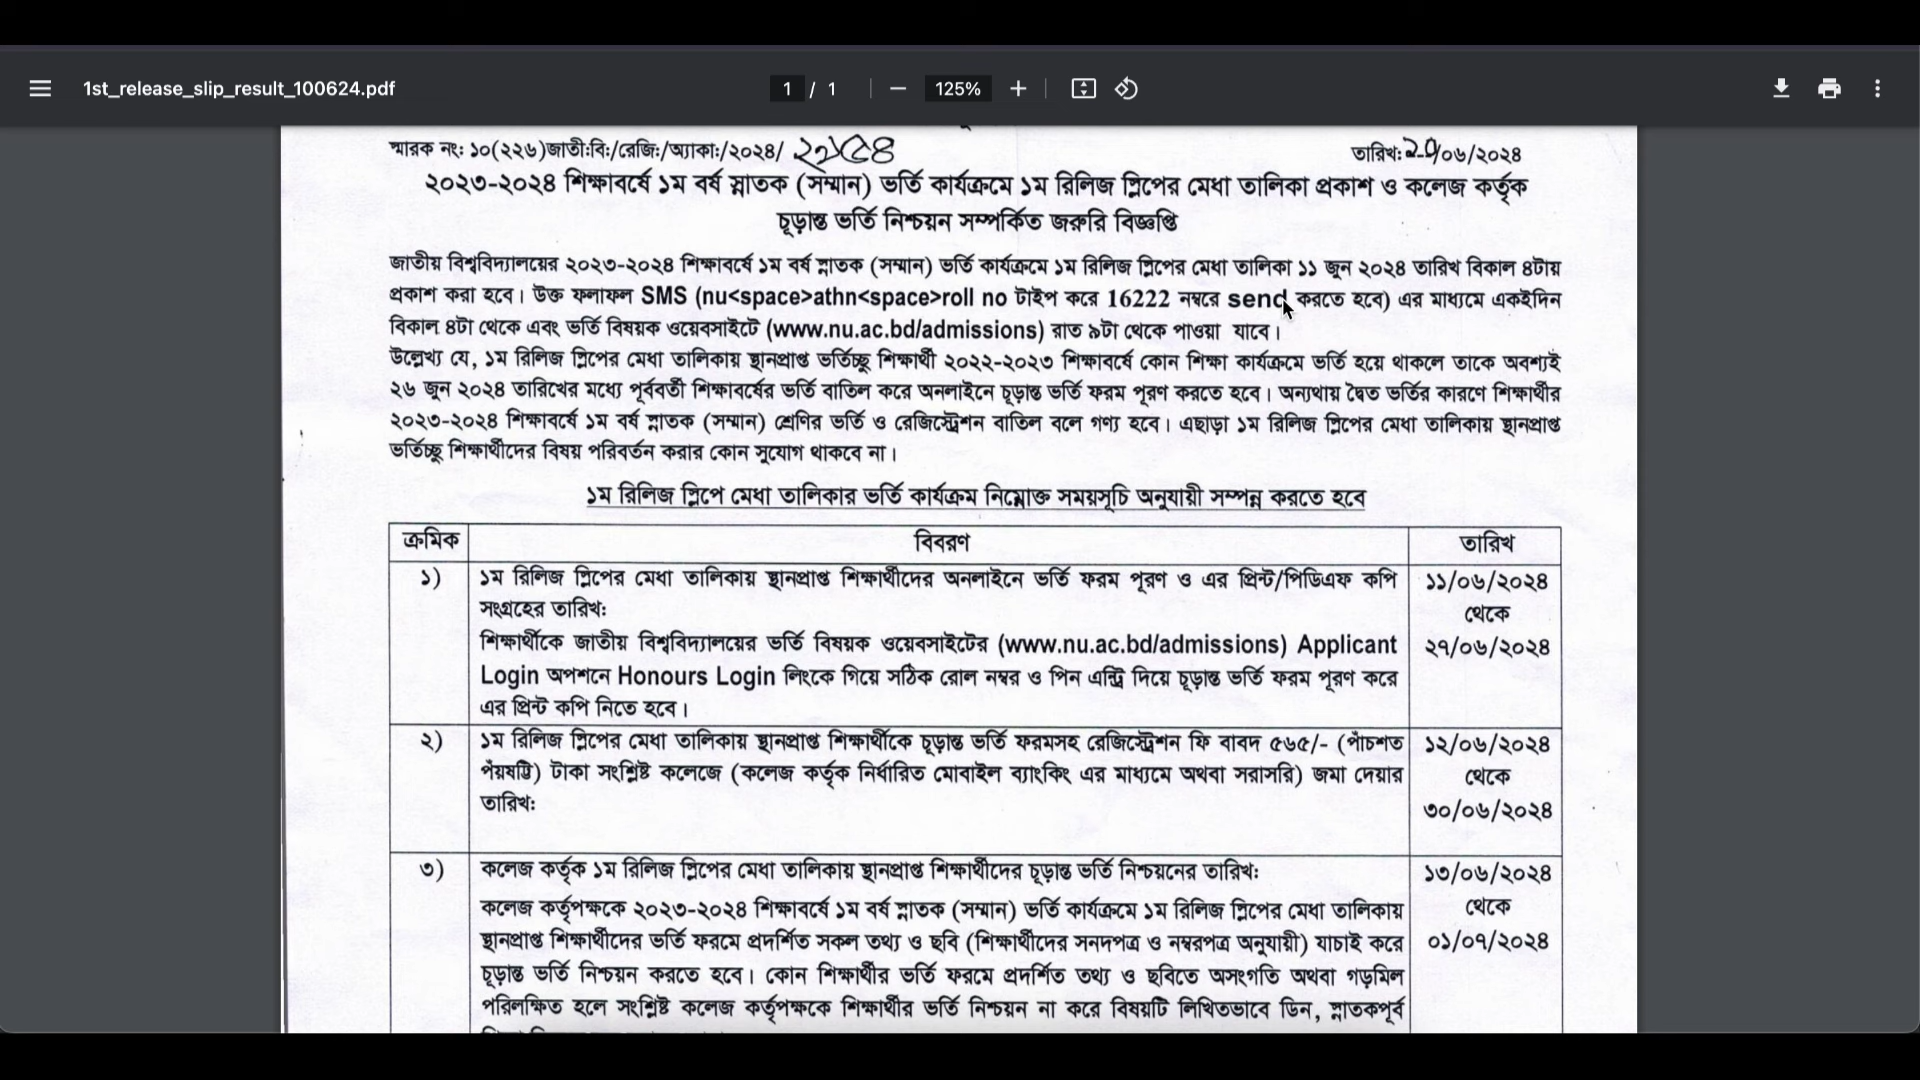 1st_release_slip_result_100624.pdf
1 / 1
125%
স্মারক নং: ১০(২২৬)জাতী:বি:/রেজি:/অ্যাকা:/২০২৪/
তারিখ: /০৬/২০২৪
২০২৩-২০২৪ শিক্ষাবর্ষে ১ম বর্ষ স্নাতক (সম্মান) ভর্তি কার্যক্রমে ১ম রিলিজ স্লিপের মেধা তালিকা প্রকাশ ও কলেজ কর্তৃক
চূড়ান্ত ভর্তি নিশ্চয়ন সম্পর্কিত জরুরি বিজ্ঞপ্তি
জাতীয় বিশ্ববিদ্যালয়ের ২০২৩-২০২৪ শিক্ষাবর্ষে ১ম বর্ষ স্নাতক (সম্মান) ভর্তি কার্যক্রমে ১ম রিলিজ স্লিপের মেধা তালিকা ১১ জুন ২০২৪ তারিখ বিকাল ৪টায়
প্রকাশ করা হবে। উক্ত ফলাফল SMS (nu<space>athn<space>roll no টাইপ করে 16222 নম্বরে send করতে হবে) এর মাধ্যমে একইদিন
বিকাল ৪টা থেকে এবং ভর্তি বিষয়ক ওয়েবসাইটে (www.nu.ac.bd/admissions) রাত ৯টা থেকে পাওয়া যাবে।
উল্লেখ্য যে, ১ম রিলিজ স্লিপের মেধা তালিকায় স্থানপ্রাপ্ত ভর্তিচ্ছু শিক্ষার্থী ২০২২-২০২৩ শিক্ষাবর্ষে কোন শিক্ষা কার্যক্রমে ভর্তি হয়ে থাকলে তাকে অবশ্যই
২৬ জুন ২০২৪ তারিখের মধ্যে পূর্ববর্তী শিক্ষাবর্ষের ভর্তি বাতিল করে অনলাইনে চূড়ান্ত ভর্তি ফরম পূরণ করতে হবে। অন্যথায় দ্বৈত ভর্তির কারণে শিক্ষার্থীর
২০২৩-২০২৪ শিক্ষাবর্ষে ১ম বর্ষ স্নাতক (সম্মান) শ্রেণির ভর্তি ও রেজিস্ট্রেশন বাতিল বলে গণ্য হবে। এছাড়া ১ম রিলিজ স্লিপের মেধা তালিকায় স্থানপ্রাপ্ত
ভর্তিচ্ছু শিক্ষার্থীদের বিষয় পরিবর্তন করার কোন সুযোগ থাকবে না।
১ম রিলিজ স্লিপে মেধা তালিকার ভর্তি কার্যক্রম নিম্নোক্ত সময়সূচি অনুযায়ী সম্পন্ন করতে হবে
ক্রমিক বিবরণ তারিখ
১) ১ম রিলিজ স্লিপের মেধা তালিকায় স্থানপ্রাপ্ত শিক্ষার্থীদের অনলাইনে ভর্তি ফরম পূরণ ও এর প্রিন্ট/পিডিএফ কপি
সংগ্রহের তারিখ:
শিক্ষার্থীকে জাতীয় বিশ্ববিদ্যালয়ের ভর্তি বিষয়ক ওয়েবসাইটের (www.nu.ac.bd/admissions) Applicant
Login অপশনে Honours Login লিংকে গিয়ে সঠিক রোল নম্বর ও পিন এন্ট্রি দিয়ে চূড়ান্ত ভর্তি ফরম পূরণ করে
এর প্রিন্ট কপি নিতে হবে।
১১/০৬/২০২৪
থেকে
২৭/০৬/২০২৪
২) ১ম রিলিজ স্লিপের মেধা তালিকায় স্থানপ্রাপ্ত শিক্ষার্থীকে চূড়ান্ত ভর্তি ফরমসহ রেজিস্ট্রেশন ফি বাবদ ৫৬৫/- (পাঁচশত
পঁয়ষট্টি) টাকা সংশ্লিষ্ট কলেজে (কলেজ কর্তৃক নির্ধারিত মোবাইল ব্যাংকিং এর মাধ্যমে অথবা সরাসরি) জমা দেয়ার
তারিখ:
১২/০৬/২০২৪
থেকে
৩০/০৬/২০২৪
৩) কলেজ কর্তৃক ১ম রিলিজ স্লিপের মেধা তালিকায় স্থানপ্রাপ্ত শিক্ষার্থীদের চূড়ান্ত ভর্তি নিশ্চয়নের তারিখ:
কলেজ কর্তৃপক্ষকে ২০২৩-২০২৪ শিক্ষাবর্ষে ১ম বর্ষ স্নাতক (সম্মান) ভর্তি কার্যক্রমে ১ম রিলিজ স্লিপের মেধা তালিকায়
স্থানপ্রাপ্ত শিক্ষার্থীদের ভর্তি ফরমে প্রদর্শিত সকল তথ্য ও ছবি (শিক্ষার্থীদের সনদপত্র ও নম্বরপত্র অনুযায়ী) যাচাই করে
চূড়ান্ত ভর্তি নিশ্চয়ন করতে হবে। কোন শিক্ষার্থীর ভর্তি ফরমে প্রদর্শিত তথ্য ও ছবিতে অসংগতি অথবা গড়মিল
পরিলক্ষিত হলে সংশ্লিষ্ট কলেজ কর্তৃপক্ষকে শিক্ষার্থীর ভর্তি নিশ্চয়ন না করে বিষয়টি লিখিতভাবে ডিন, স্নাতকপূর্ব
১৩/০৬/২০২৪
থেকে
০১/০৭/২০২৪